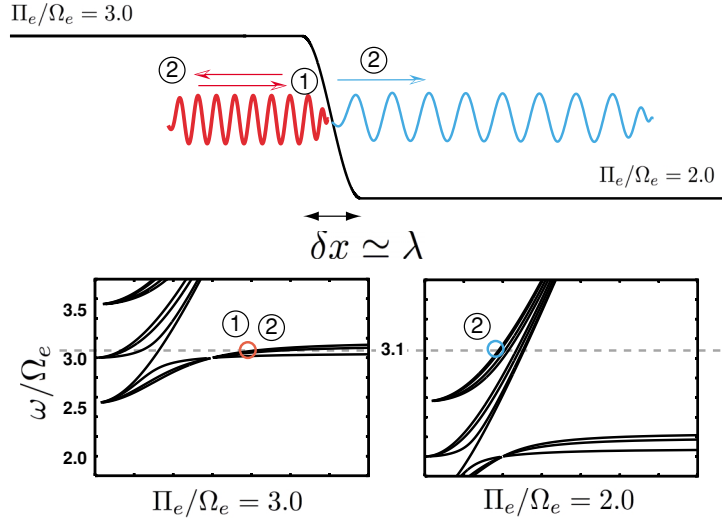 Π_e/Ω_e = 3.0
② ① ②
Π_e/Ω_e = 2.0
δx ≃ λ
ω/Ω_e
3.5
3.0
2.5
2.0
① ②
3.1
②
Π_e/Ω_e = 3.0
Π_e/Ω_e = 2.0